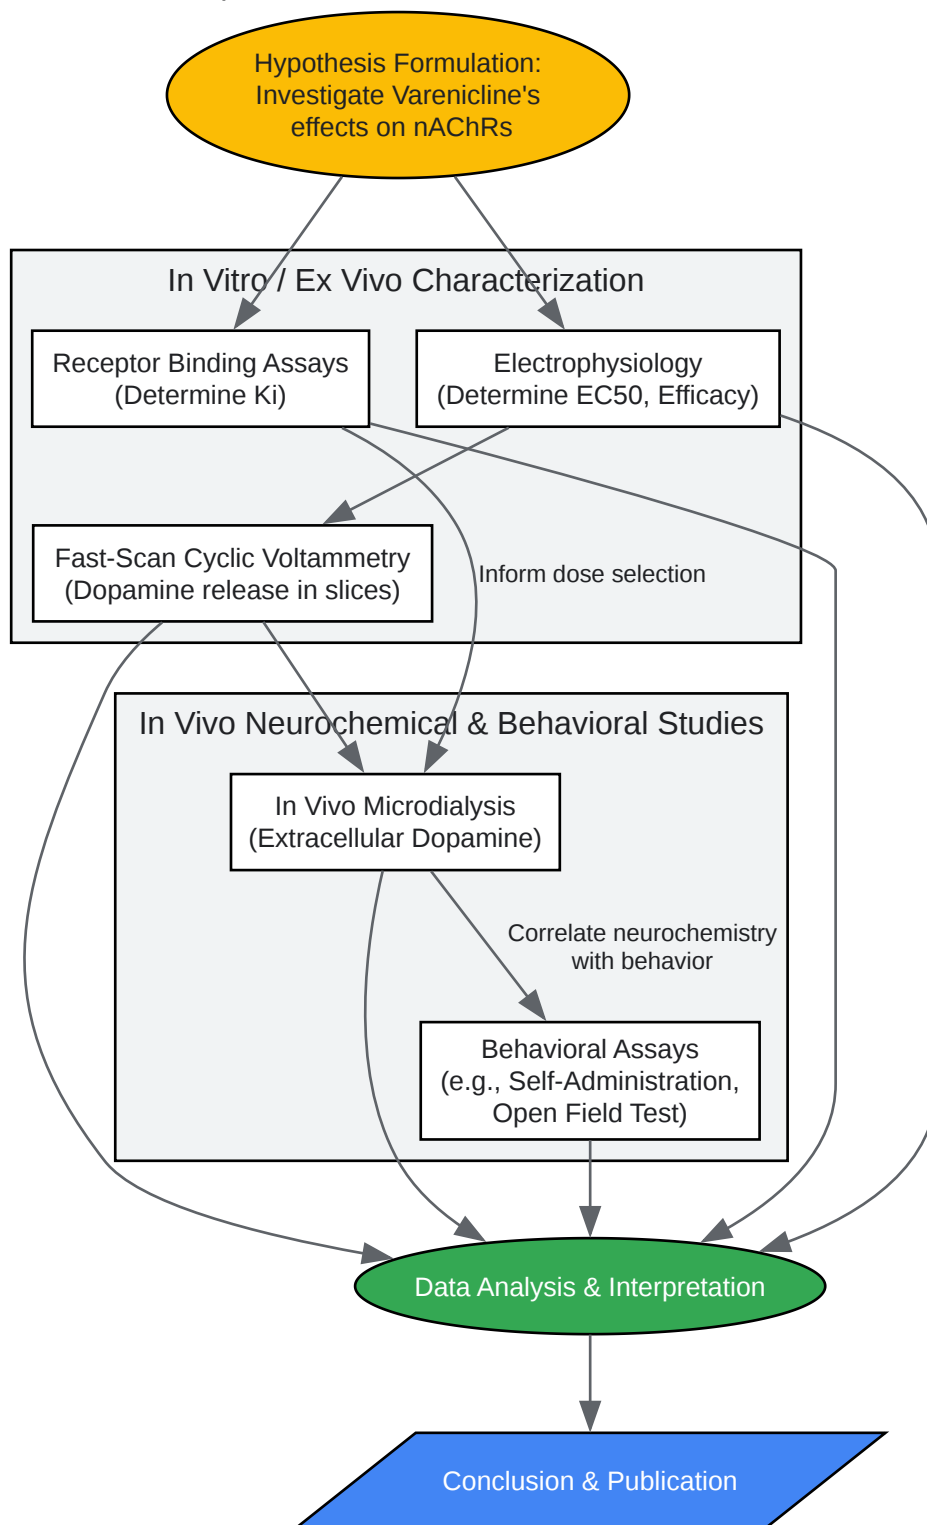 Hypothesis Formulation:
Investigate Varenicline's
effects on nAChRs
In Vitro / Ex Vivo Characterization
Receptor Binding Assays
(Determine Ki)
Electrophysiology
(Determine EC50, Efficacy)
Fast-Scan Cyclic Voltammetry
(Dopamine release in slices)
Inform dose selection
In Vivo Neurochemical & Behavioral Studies
In Vivo Microdialysis
(Extracellular Dopamine)
Correlate neurochemistry
with behavior
Behavioral Assays
(e.g., Self-Administration,
Open Field Test)
Data Analysis & Interpretation
Conclusion & Publication